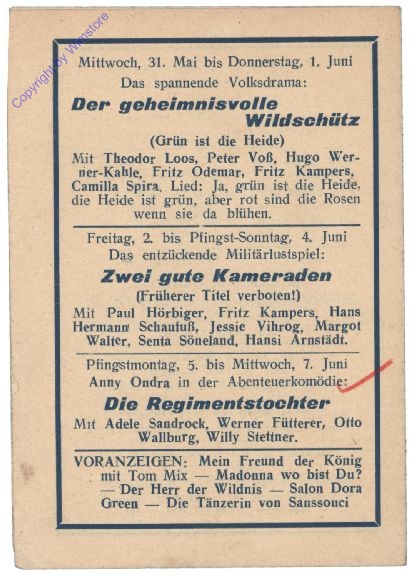 Copyright by Winstore
Mittwoch, 31. Mai bis Donnerstag, 1. Juni
Das spannende Volksdrama:
Der geheimnisvolle
Wildschütz
(Grün ist die Heide)
Mit Theodor Loos, Peter Voß, Hugo Wer-
ner-Kahle, Fritz Odemar, Fritz Kampers,
Camilla Spira. Lied: Ja, grün ist die Heide,
die Heide ist grün, aber rot sind die Rosen
wenn sie da blühen.
Freitag, 2. bis Pfingst-Sonntag, 4. Juni
Das entzückende Militärlustspiel:
Zwei gute Kameraden
(Früherer Titel verboten!)
Mit Paul Hörbiger, Fritz Kampers, Hans
Hermann Schaufuß, Jessie Vihrog, Margot
Walter, Senta Söneland, Hansi Arnstädt.
Pfingstmontag, 5. bis Mittwoch, 7. Juni
Anny Ondra in der Abenteuerkomödie:
Die Regimentstochter
Mit Adele Sandrock, Werner Fütterer, Otto
Wallburg, Willy Stettner.
VORANZEIGEN: Mein Freund der König
mit Tom Mix — Madonna wo bist Du?
— Der Herr der Wildnis — Salon Dora
Green — Die Tänzerin von Sanssouci